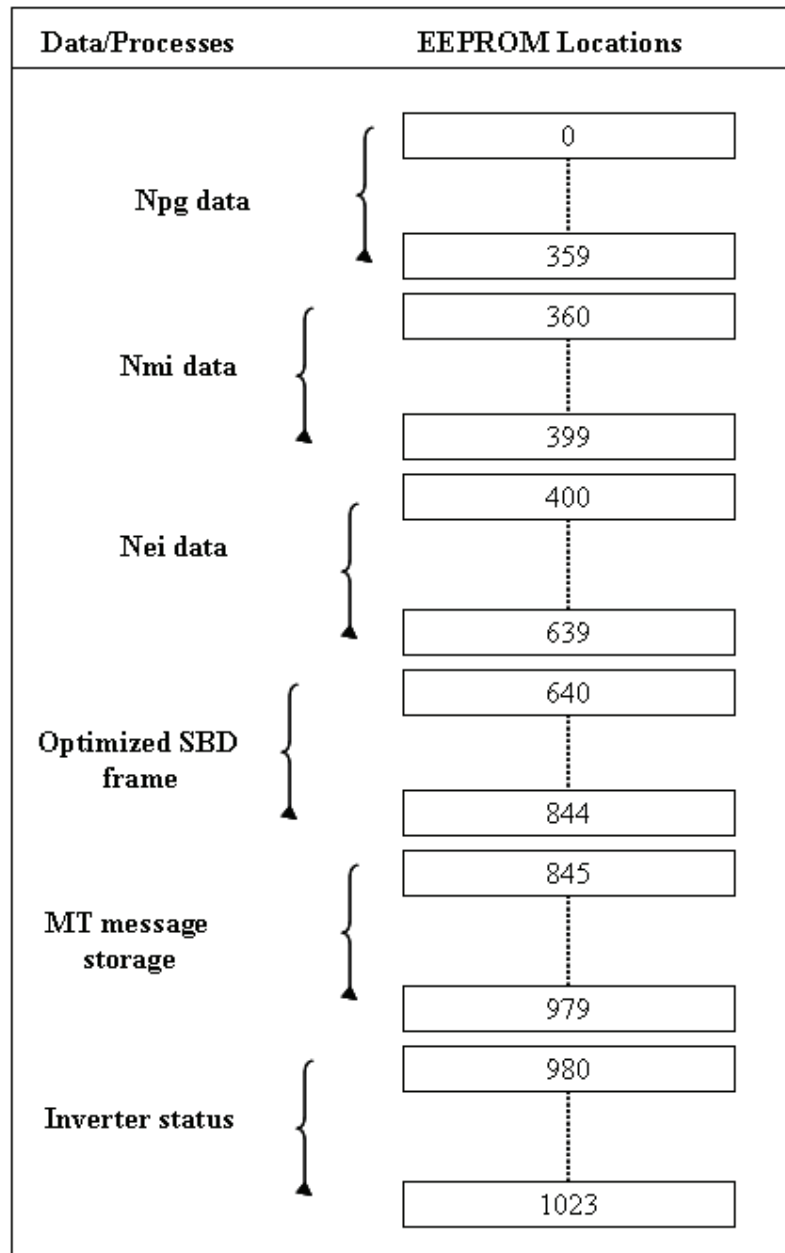 Data/Processes EEPROM Locations
0
Npg data
359
360
Nmi data
399
400
Nei data
639
640
Optimized SBD
frame
844
845
MT message
storage
979
980
Inverter status
1023